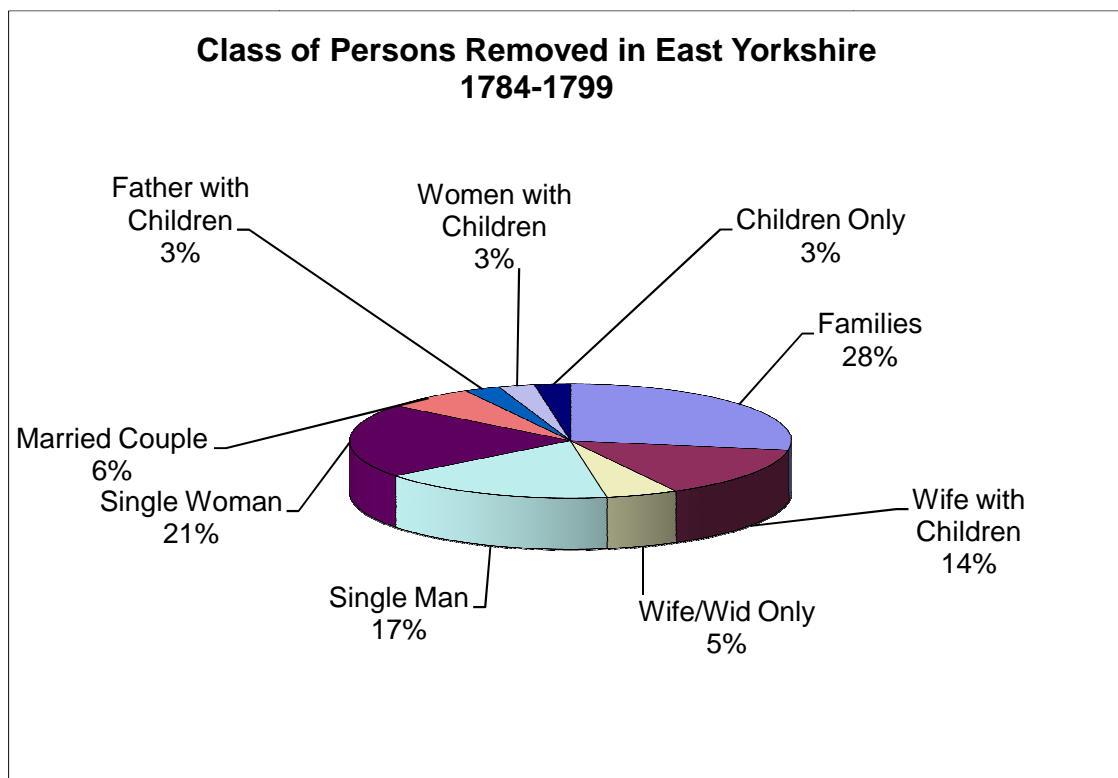 Class of Persons Removed in East Yorkshire
1784-1799
Father with
Children
3%
Women with
Children
3%
Children Only
3%
Families
28%
Married Couple
6%
Single Woman
21%
Wife with
Children
14%
Single Man
17%
Wife/Wid Only
5%